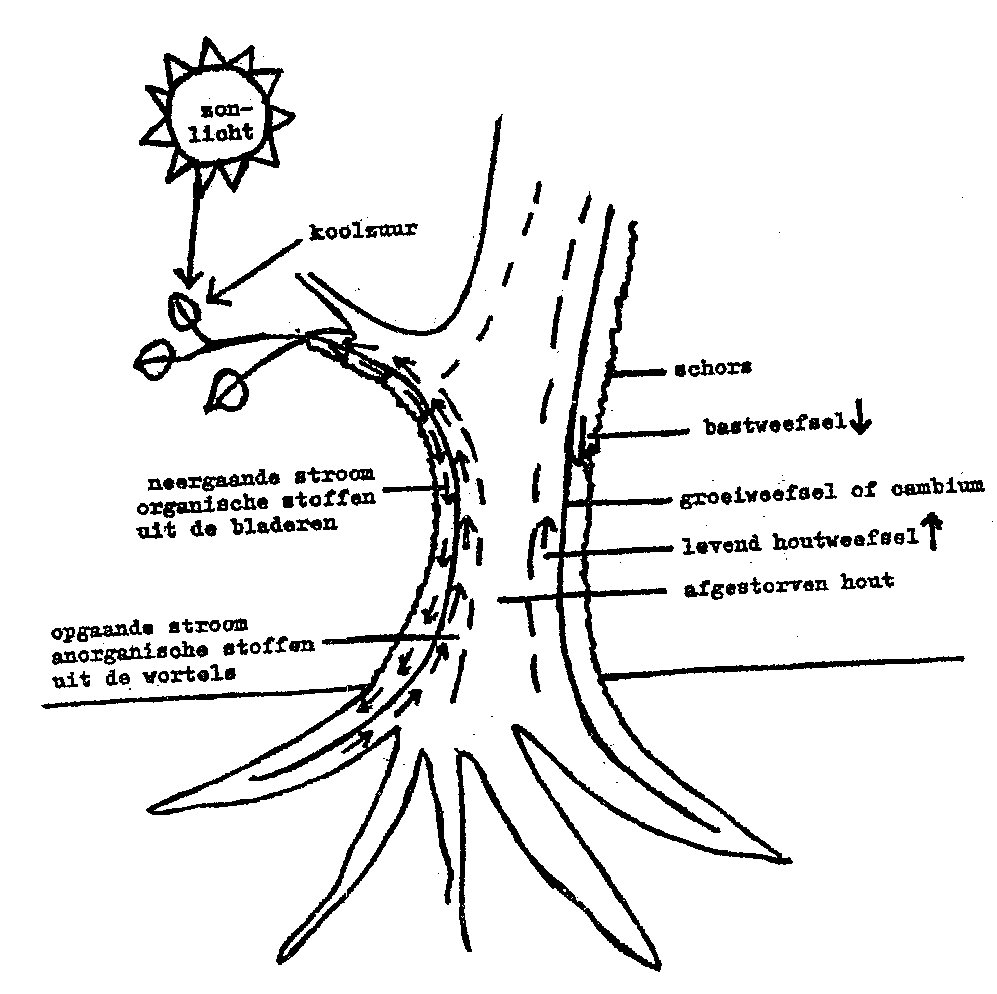 zon-
licht
koolzuur
schors
bastweefsel
neergaande stroom
organische stoffen
uit de bladeren
groeiweefsel of cambium
levend houtweefsel
afgestorven hout
opgaande stroom
anorganische stoffen
uit de wortels